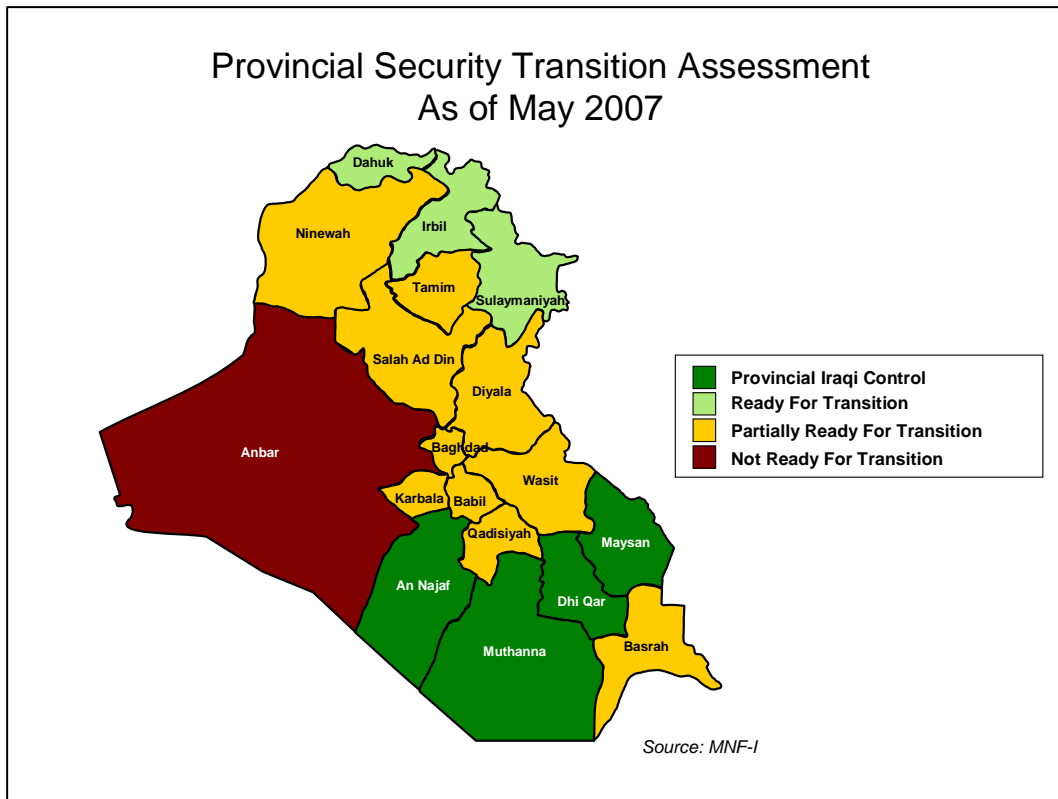 Provincial Security Transition Assessment
As of May 2007
Dahuk
Ninewah
Irbil
Tamim
Sulaymaniyah
Salah Ad Din
Diyala
Baghdad
Anbar
Wasit
Karbala
Babil
Qadisiyah
Maysan
An Najaf
Dhi Qar
Muthanna
Basrah
Provincial Iraqi Control
Ready For Transition
Partially Ready For Transition
Not Ready For Transition
Source: MNF-I